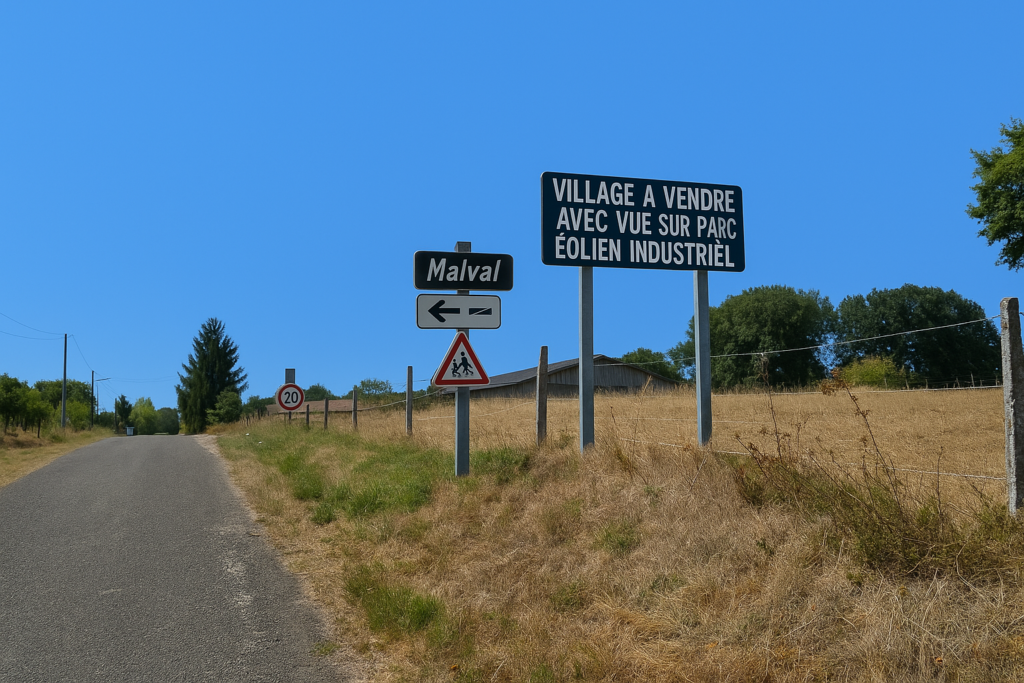 VILLAGE A VENDRE
AVEC VUE SUR PARC
ÉOLIEN INDUSTRIÈL
Malval
20